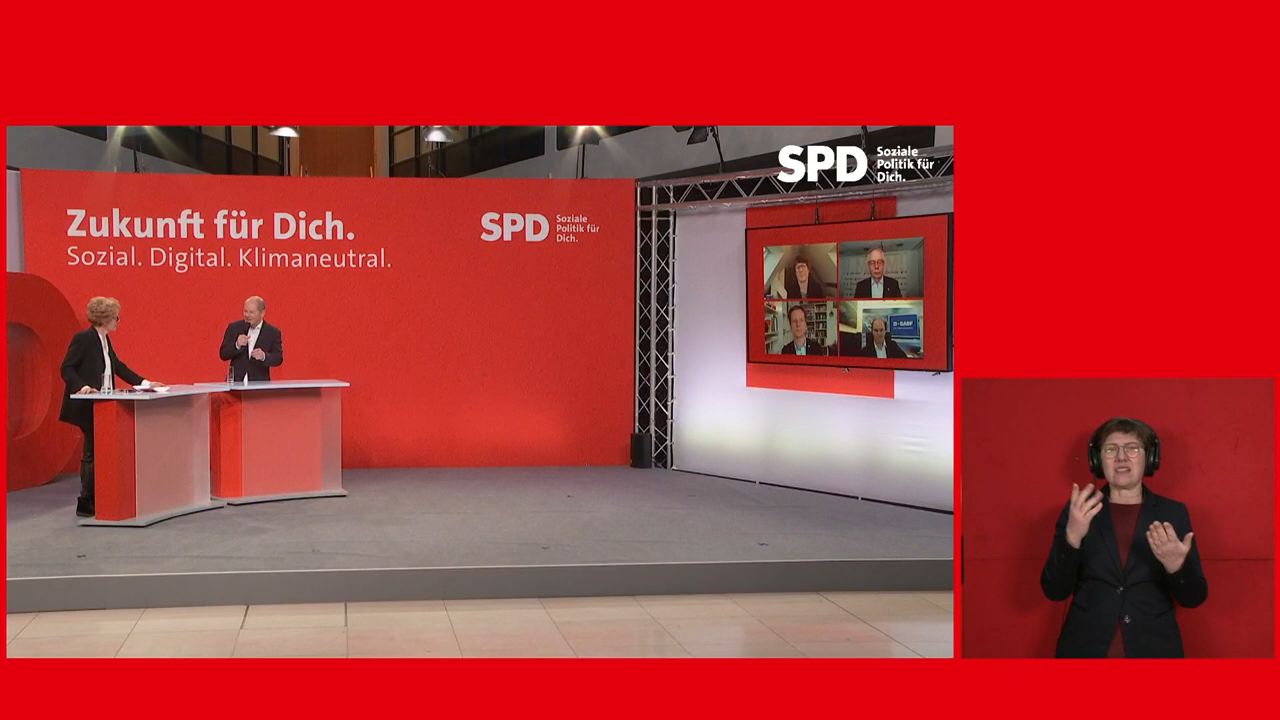 Zukunft für Dich.
Sozial. Digital. Klimaneutral.
SPD
Soziale
Politik für
Dich.
SPD
Soziale
Politik für
Dich.